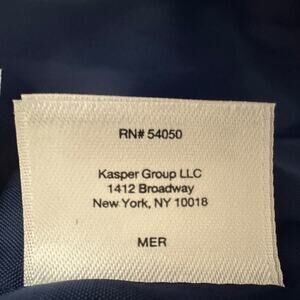 RN# 54050
Kasper Group LLC
1412 Broadway
New York, NY 10018
MER